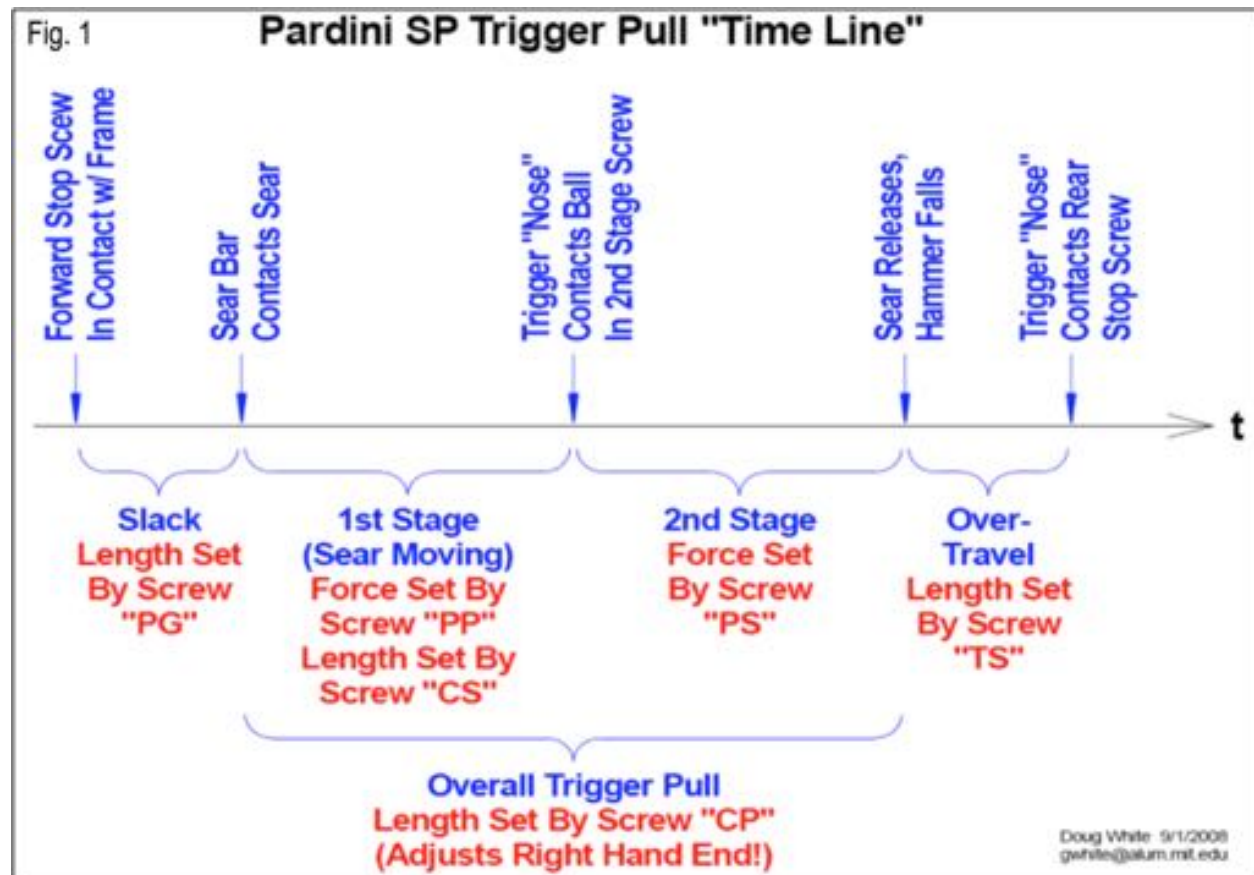 Fig. 1
Pardini SP Trigger Pull "Time Line"
Forward Stop Scew
In Contact w/ Frame
Sear Bar
Contacts Sear
Trigger "Nose"
Contacts Ball
In 2nd Stage Screw
Sear Releases,
Hammer Falls
Trigger "Nose"
Contacts Rear
Stop Screw
t
Slack
Length Set
By Screw
"PG"
1st Stage
(Sear Moving)
Force Set By
Screw "PP"
Length Set By
Screw "CS"
2nd Stage
Force Set
By Screw
"PS"
Over-
Travel
Length Set
By Screw
"TS"
Overall Trigger Pull
Length Set By Screw "CP"
(Adjusts Right Hand End!)
Doug White 9/1/2008
gwhite@alum.mit.edu